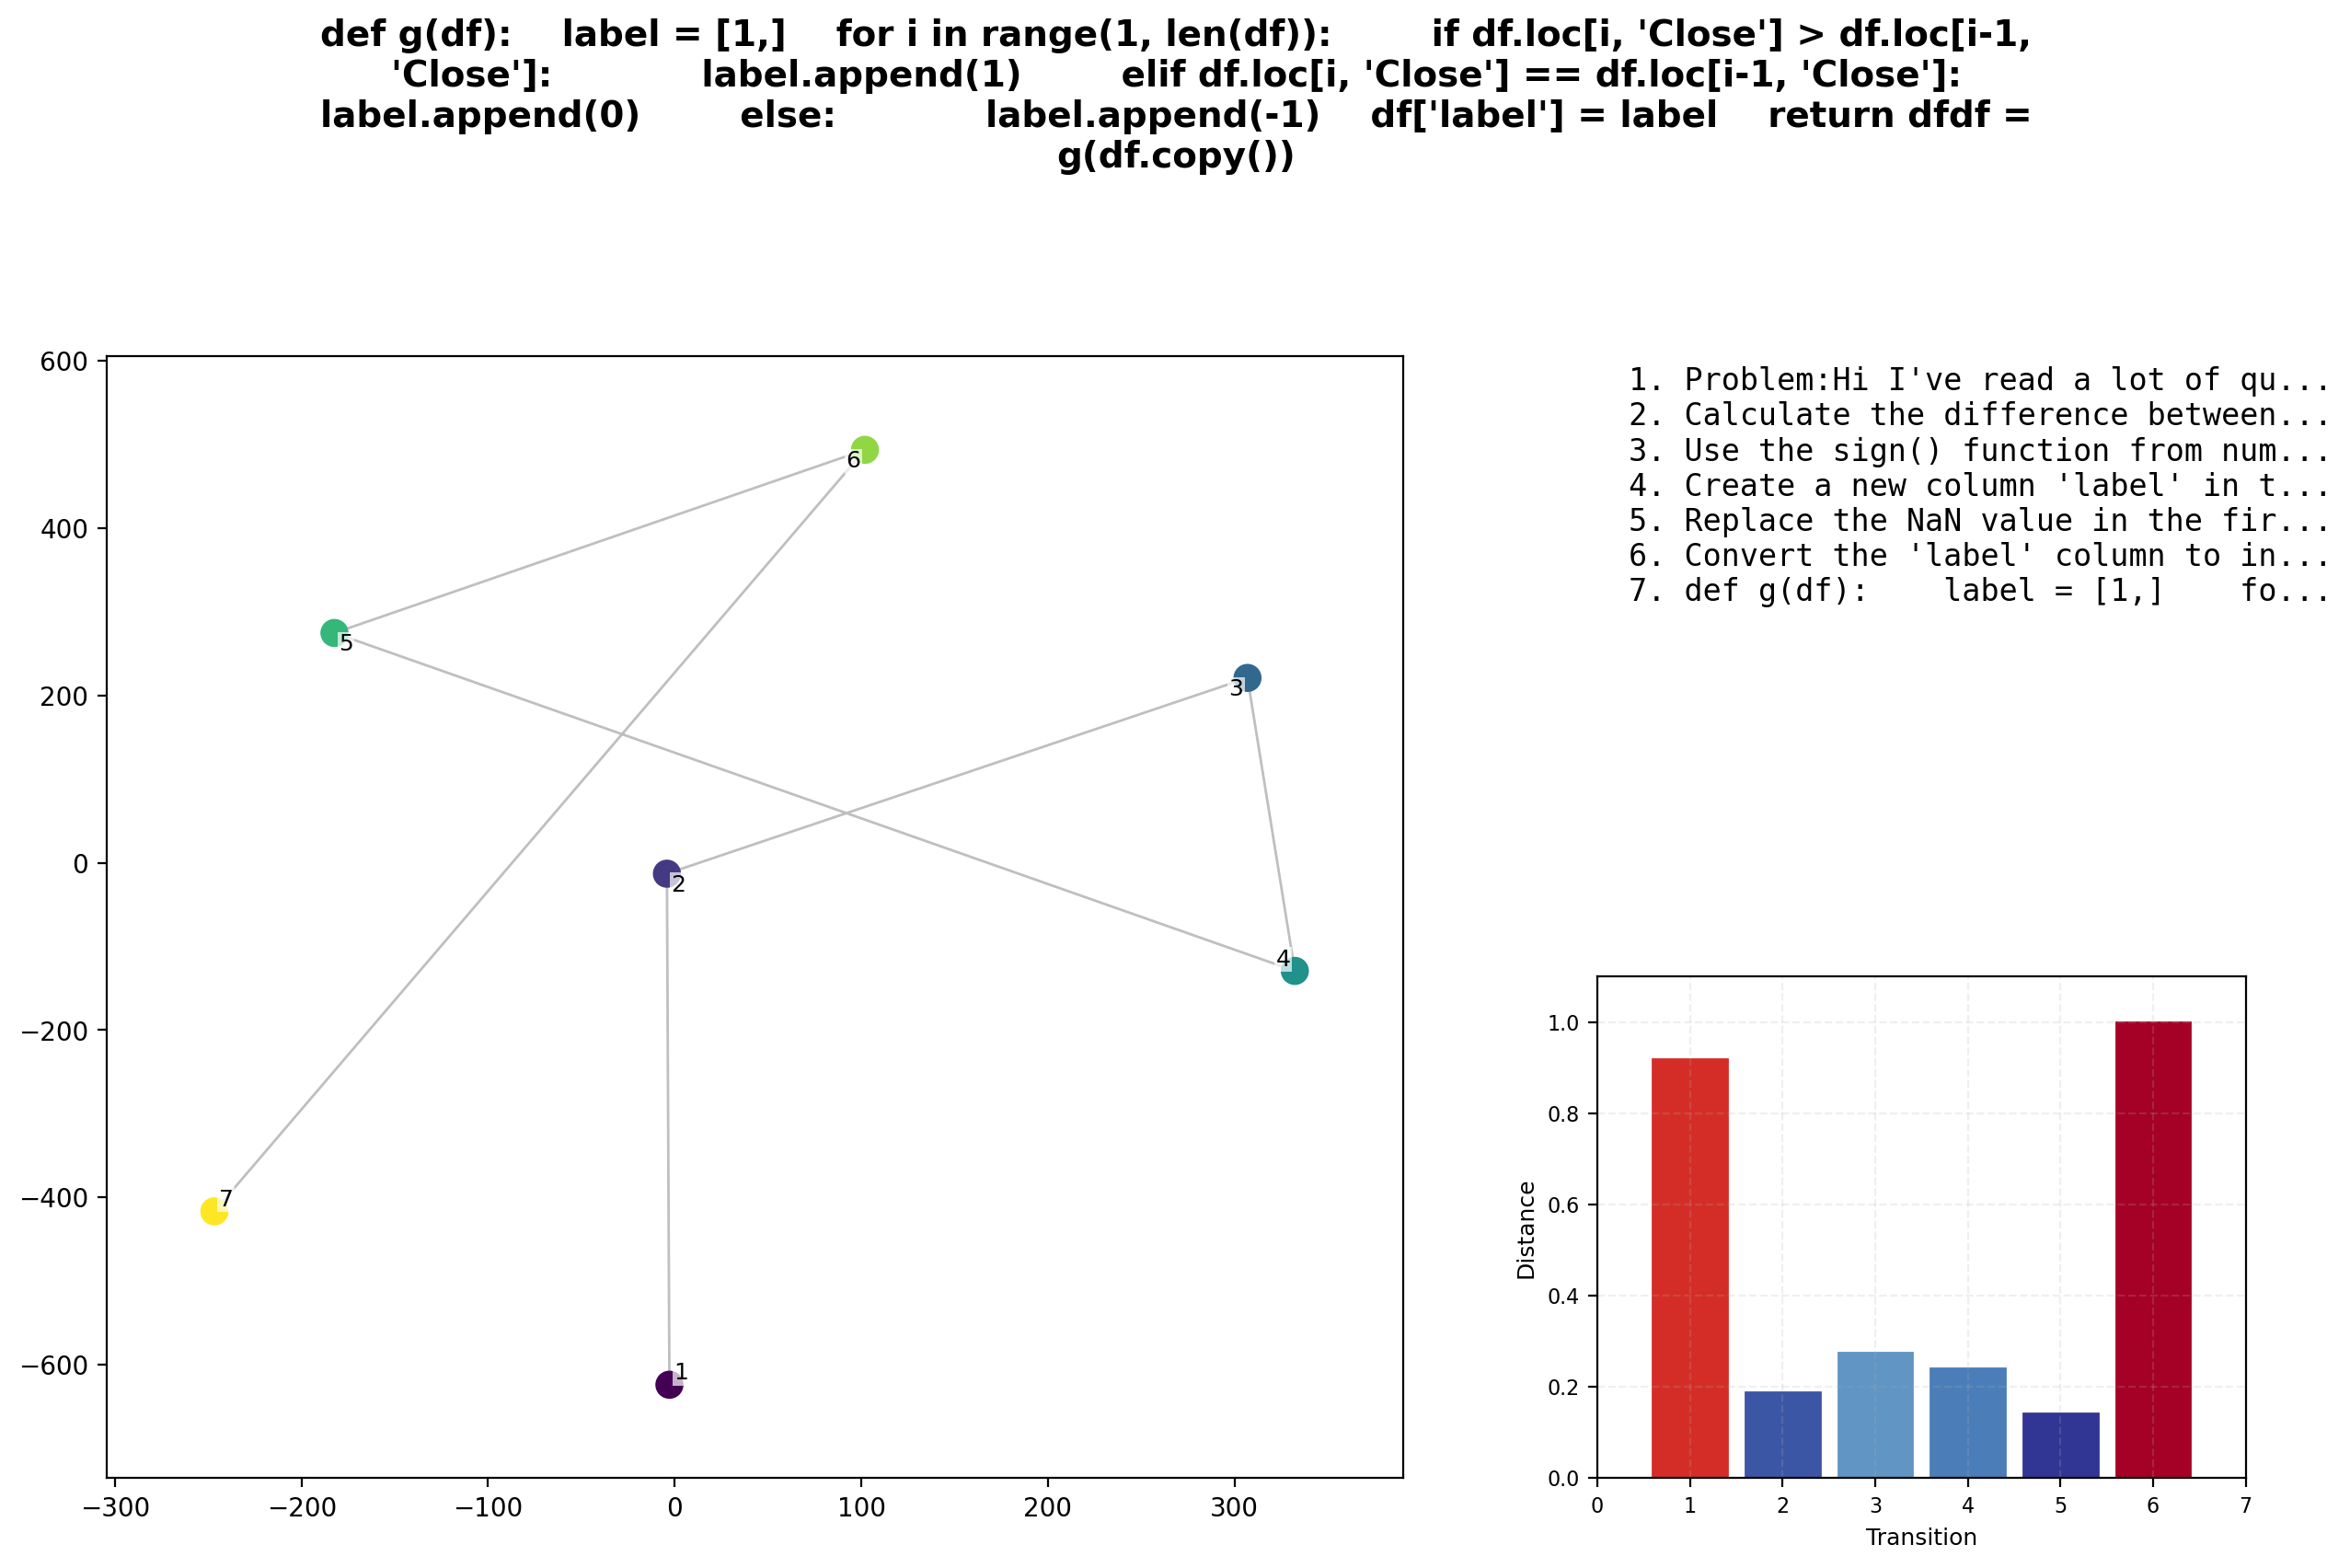 def g(df):    label = [1,]    for i in range(1, len(df)):        if df.loc[i, 'Close'] > df.loc[i-1,
'Close']:            label.append(1)        elif df.loc[i, 'Close'] == df.loc[i-1, 'Close']:
label.append(0)        else:            label.append(-1)    df['label'] = label    return dfdf =
g(df.copy())
600
400
200
0
−200
−400
−600
−300
−200
−100
0
100
200
300
6
5
3
2
4
7
1
1. Problem:Hi I've read a lot of qu...
2. Calculate the difference between...
3. Use the sign() function from num...
4. Create a new column 'label' in t...
5. Replace the NaN value in the fir...
6. Convert the 'label' column to in...
7. def g(df):    label = [1,]    fo...
Distance
1.0
0.8
0.6
0.4
0.2
0.0
0
1
2
3
4
5
6
7
Transition